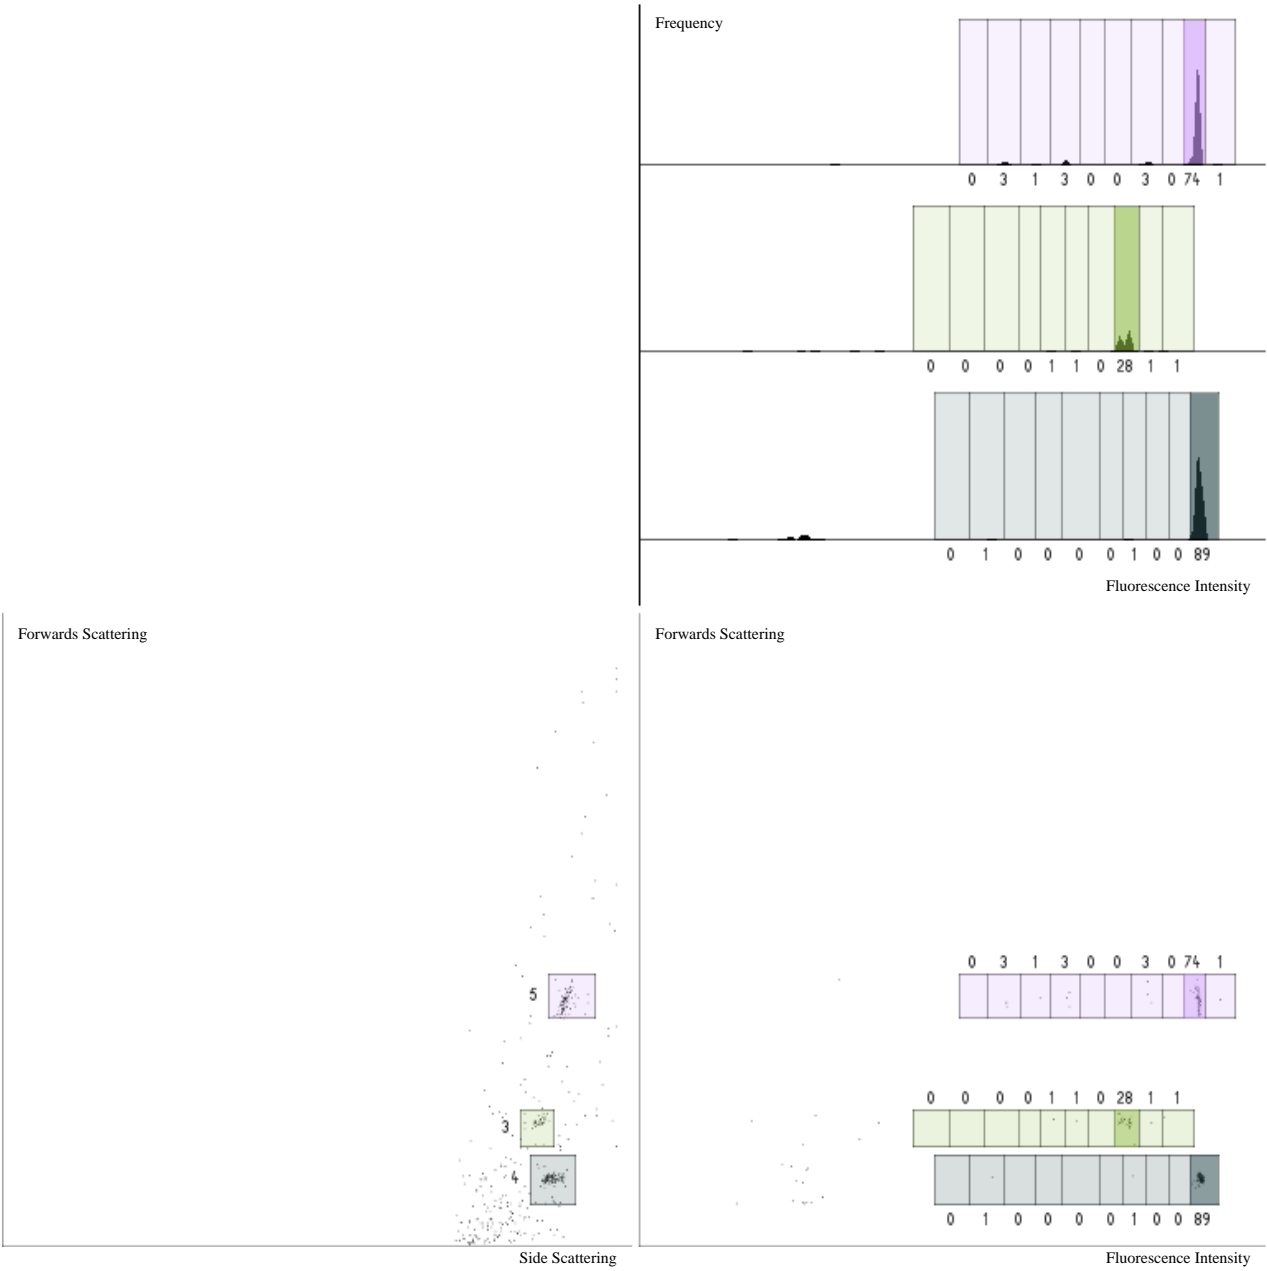 Frequency
0 3 1 3 0 0 3 0 74 1
0 0 0 0 1 1 0 28 1 1
0 1 0 0 0 0 1 0 0 89
Fluorescence Intensity
Forwards Scattering
5
3
4
Side Scattering
Forwards Scattering
0 3 1 3 0 0 3 0 74 1
0 0 0 0 1 1 0 28 1 1
0 1 0 0 0 0 1 0 0 89
Fluorescence Intensity